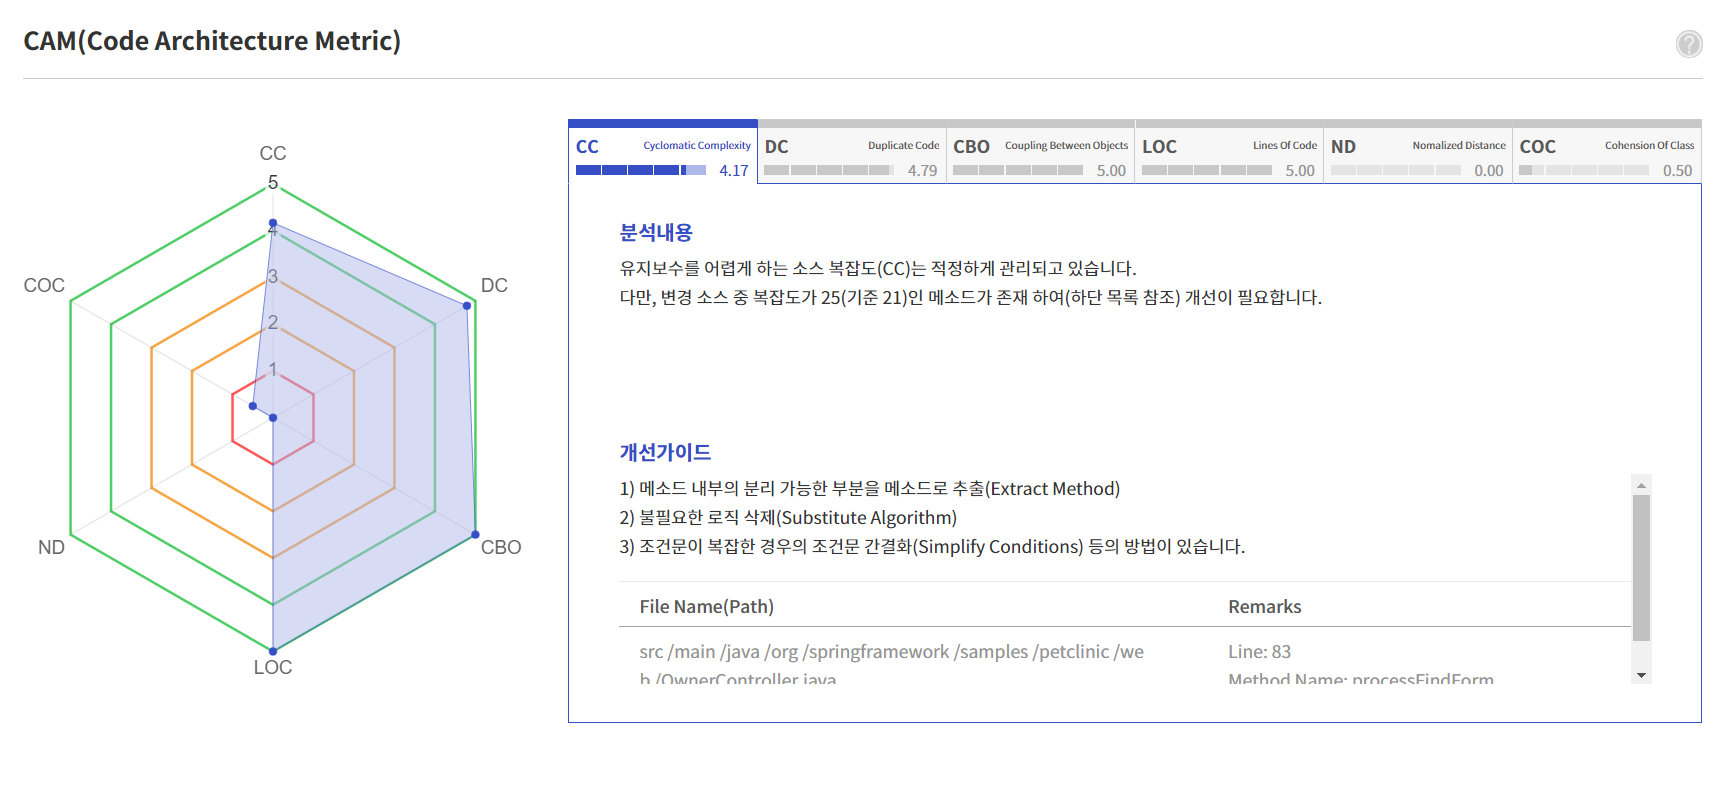 CAM(Code Architecture Metric)
?
CC
5
4
3
2
1
COC
DC
ND
CBO
LOC
CC Cyclomatic Complexity
4.17
DC Duplicate Code
4.79
CBO Coupling Between Objects
5.00
LOC Lines Of Code
5.00
ND Nomalized Distance
0.00
COC Cohension Of Class
0.50
분석내용
유지보수를 어렵게 하는 소스 복잡도(CC)는 적정하게 관리되고 있습니다.
다만, 변경 소스 중 복잡도가 25(기준 21)인 메소드가 존재 하여(하단 목록 참조) 개선이 필요합니다.
개선가이드
1) 메소드 내부의 분리 가능한 부분을 메소드로 추출(Extract Method)
2) 불필요한 로직 삭제(Substitute Algorithm)
3) 조건문이 복잡한 경우의 조건문 간결화(Simplify Conditions) 등의 방법이 있습니다.
File Name(Path) Remarks
src /main /java /org /springframework /samples /petclinic /we Line: 83
b /OwnerController.java Method Name: processFindForm